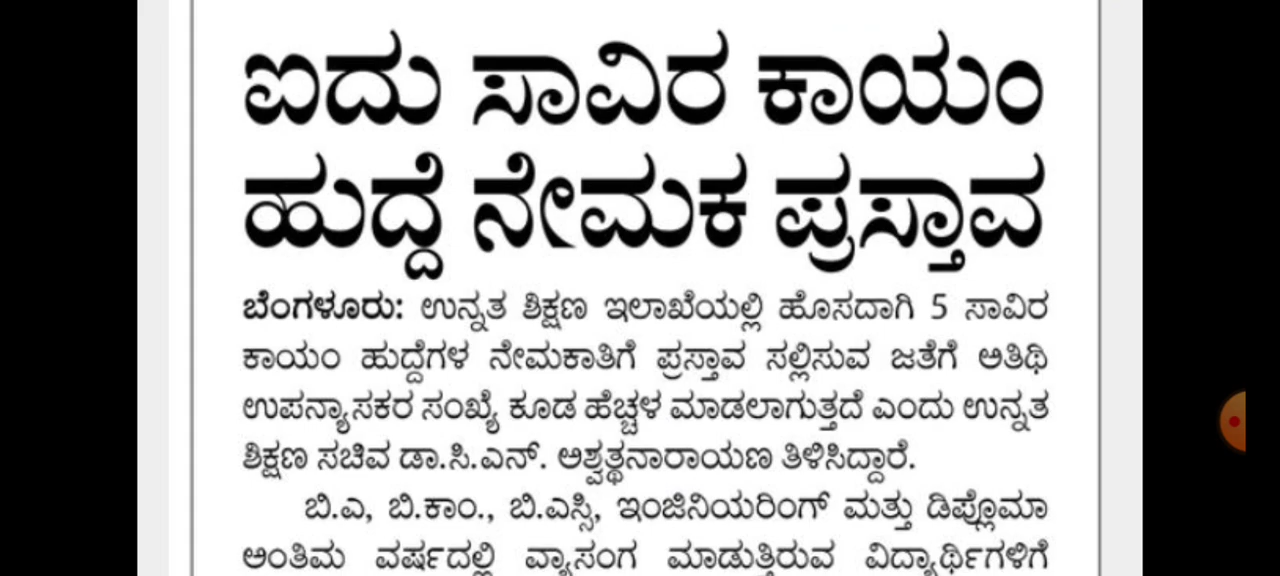 ಐದು ಸಾವಿರ ಕಾಯಂ
ಹುದ್ದೆ ನೇಮಕ ಪ್ರಸ್ತಾವ
ಬೆಂಗಳೂರು: ಉನ್ನತ ಶಿಕ್ಷಣ ಇಲಾಖೆಯಲ್ಲಿ ಹೊಸದಾಗಿ 5 ಸಾವಿರ
ಕಾಯಂ ಹುದ್ದೆಗಳ ನೇಮಕಾತಿಗೆ ಪ್ರಸ್ತಾವ ಸಲ್ಲಿಸುವ ಜತೆಗೆ ಅತಿಥಿ
ಉಪನ್ಯಾಸಕರ ಸಂಖ್ಯೆ ಕೂಡ ಹೆಚ್ಚಳ ಮಾಡಲಾಗುತ್ತದೆ ಎಂದು ಉನ್ನತ
ಶಿಕ್ಷಣ ಸಚಿವ ಡಾ.ಸಿ.ಎನ್. ಅಶ್ವತ್ಥನಾರಾಯಣ ತಿಳಿಸಿದ್ದಾರೆ.
ಬಿ.ಎ, ಬಿ.ಕಾಂ., ಬಿ.ಎಸ್ಸಿ, ಇಂಜಿನಿಯರಿಂಗ್ ಮತ್ತು ಡಿಪ್ಲೊಮಾ
ಅಂತಿಮ ವರ್ಷದಲ್ಲಿ ವ್ಯಾಸಂಗ ಮಾಡುತ್ತಿರುವ ವಿದ್ಯಾರ್ಥಿಗಳಿಗೆ